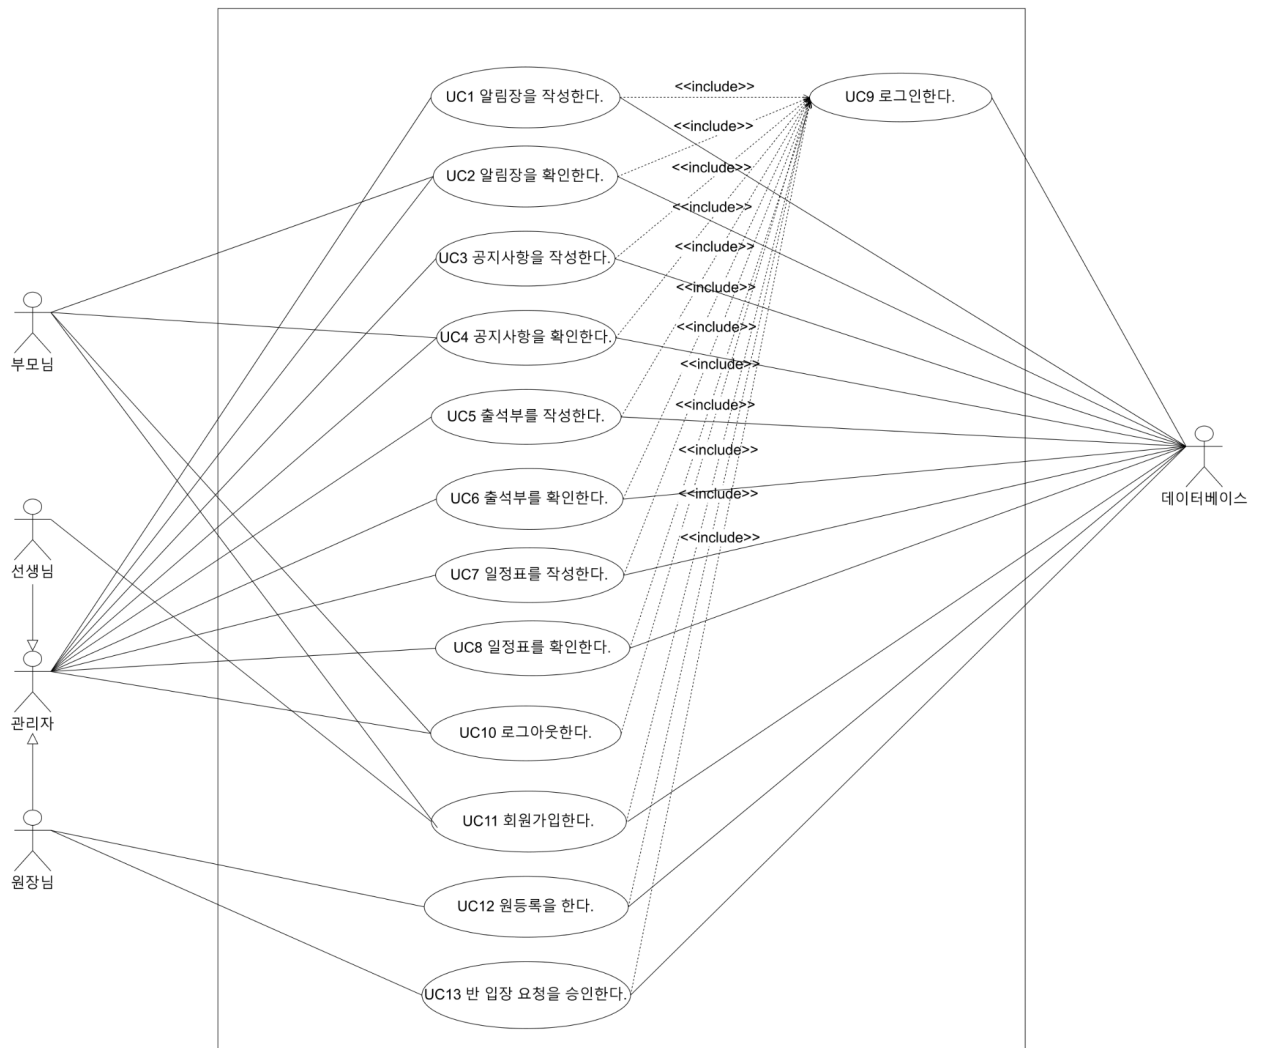 UC1 알림장을 작성한다.
<<include>>
UC9 로그인한다.
<<include>>
UC2 알림장을 확인한다.
<<include>>
<<include>>
UC3 공지사항을 작성한다.
<<include>>
<<include>>
UC4 공지사항을 확인한다.
<<include>>
부모님
<<include>>
UC5 출석부를 작성한다.
<<include>>
<<include>>
UC6 출석부를 확인한다.
<<include>>
데이터베이스
<<include>>
선생님
UC7 일정표를 작성한다.
UC8 일정표를 확인한다.
관리자
UC10 로그아웃한다.
UC11 회원가입한다.
원장님
UC12 원등록을 한다.
UC13 반 입장 요청을 승인한다.